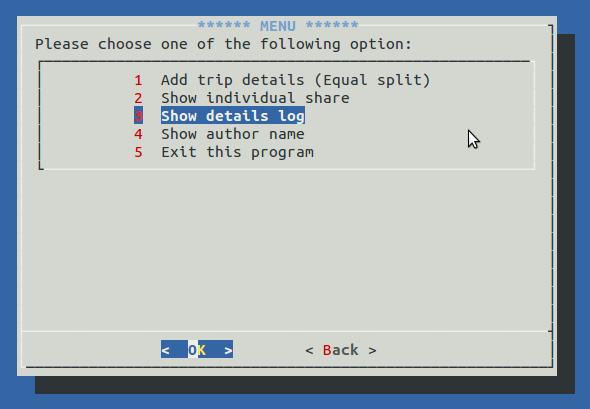 ****** MENU ******
Please choose one of the following option:
1 Add trip details (Equal split)
2 Show individual share
3 Show details log
4 Show author name
5 Exit this program
< OK > < Back >